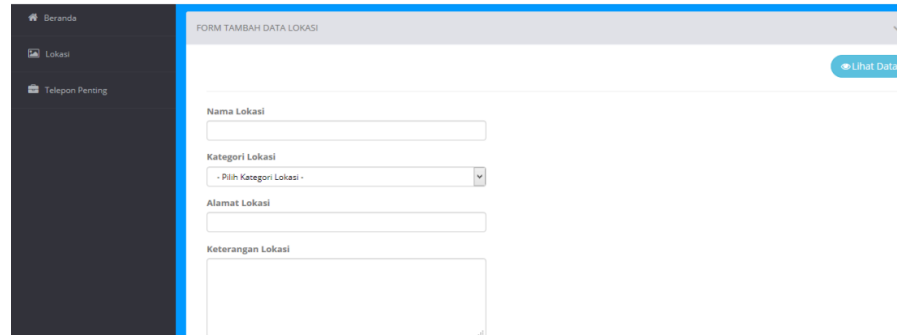 Beranda
FORM TAMBAH DATA LOKASI
Lokasi
Lihat Data
Telepon Penting
Nama Lokasi
Kategori Lokasi
- Pilih Kategori Lokasi -
Alamat Lokasi
Keterangan Lokasi